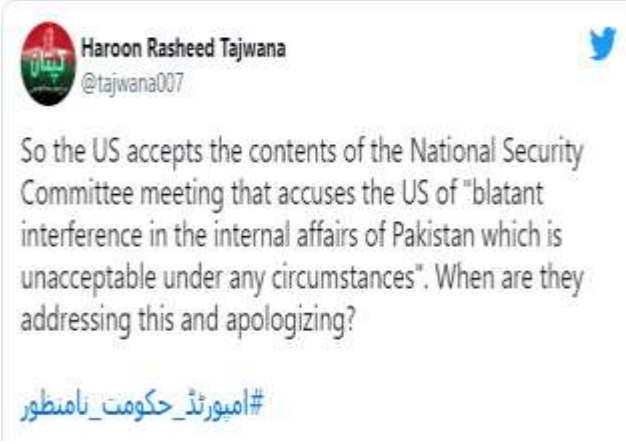 کپتان
Haroon Rasheed Tajwana
@tajwana007
So the US accepts the contents of the National Security
Committee meeting that accuses the US of "blatant
interference in the internal affairs of Pakistan which is
unacceptable under any circumstances". When are they
addressing this and apologizing?
#امپورٹڈ_حکومت_نامنظور